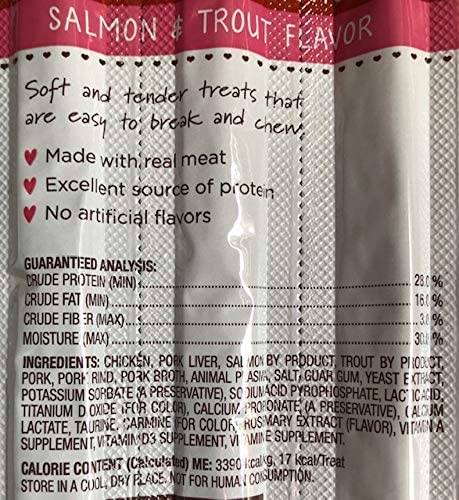 SALMON & TROUT FLAVOR
Soft and tender treats that
are easy to break and chew
Made with real meat
Excellent source of protein
No artificial flavors
GUARANTEED ANALYSIS:
CRUDE PROTEIN (MIN) 28.0 %
CRUDE FAT (MIN) 16.0 %
CRUDE FIBER (MAX) 3.0 %
MOISTURE (MAX) 30.0 %
INGREDIENTS: CHICKEN, PORK LIVER, SALMON BY PRODUCT, TROUT BY PRODUCT,
PORK, PORK RIND, PORK BROTH, ANIMAL PLASMA, SALT, GUAR GUM, YEAST EXTRACT,
POTASSIUM SORBATE (A PRESERVATIVE), SODIUM ACID PYROPHOSPHATE, LACTIC ACID,
TITANIUM DIOXIDE (FOR COLOR), CALCIUM PROPIONATE (A PRESERVATIVE), CALCIUM
LACTATE, TAURINE, CARMINE (FOR COLOR), ROSEMARY EXTRACT (FLAVOR), VITAMIN A
SUPPLEMENT, VITAMIN D3 SUPPLEMENT, VITAMIN E SUPPLEMENT.
CALORIE CONTENT (Calculated) ME: 3390 kcal/kg, 17 kcal/Treat
STORE IN A COOL, DRY PLACE. NOT FOR HUMAN CONSUMPTION.